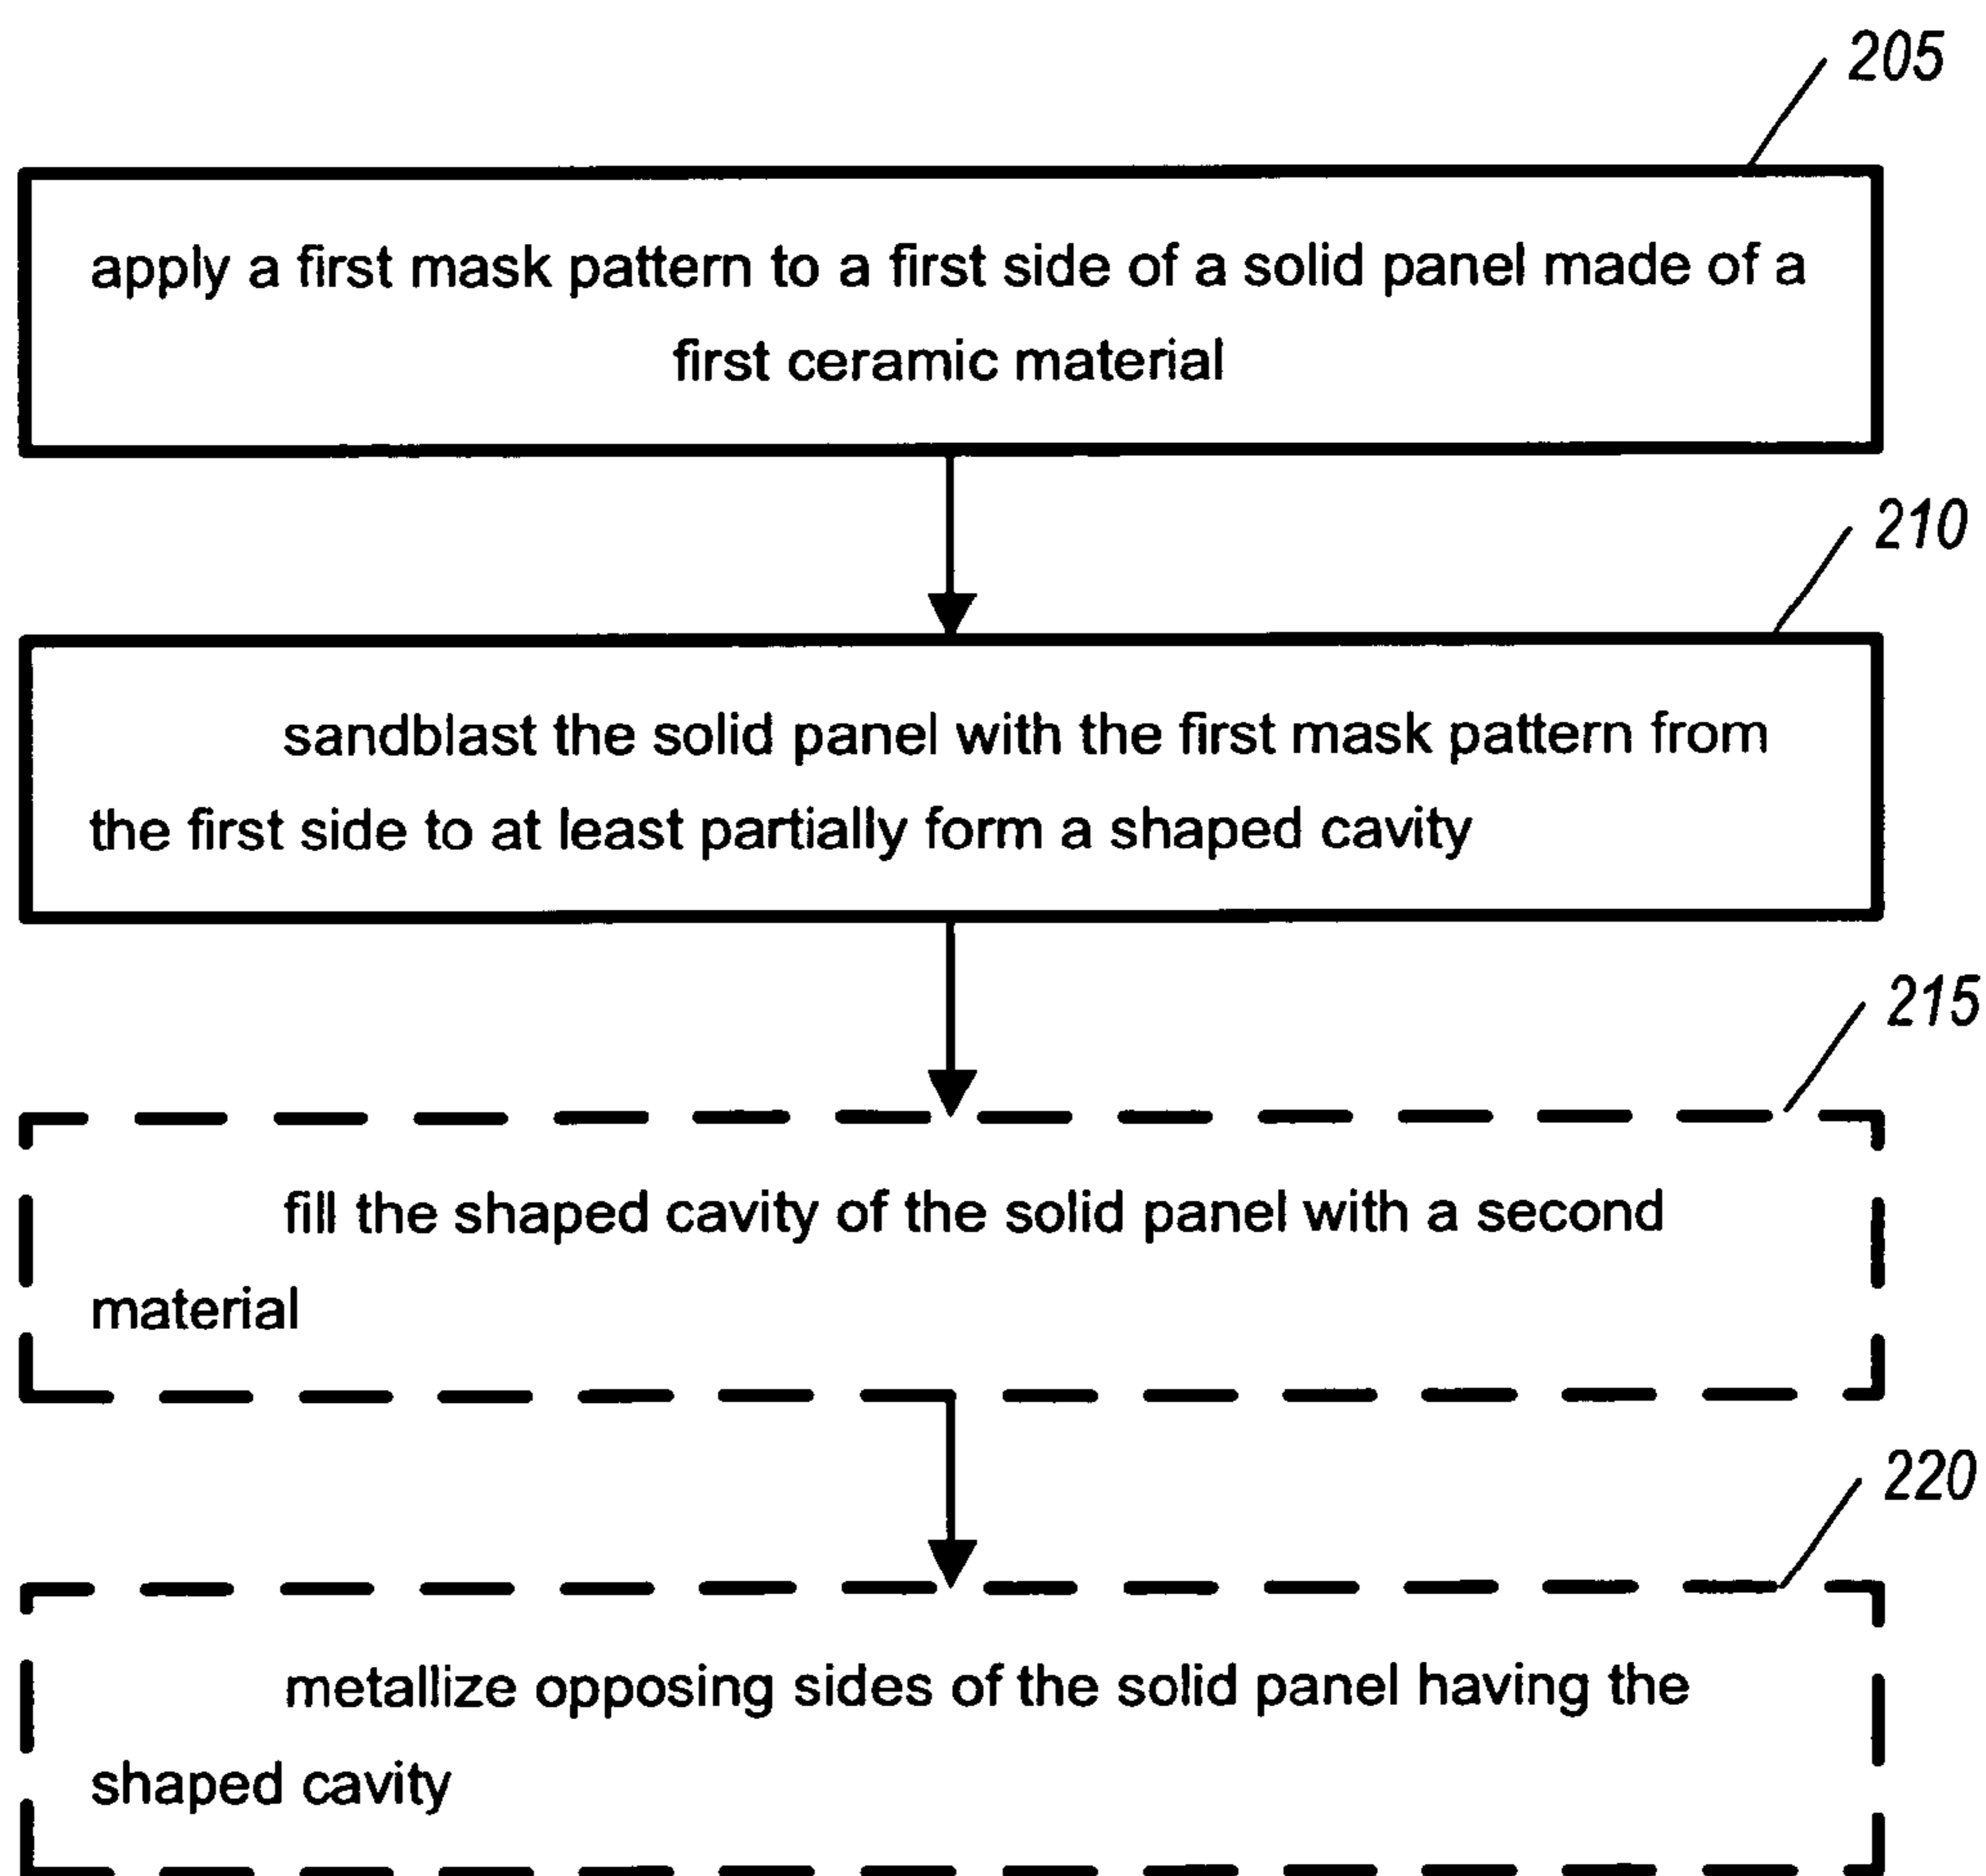 205
apply a first mask pattern to a first side of a solid panel made of a
first ceramic material
210
sandblast the solid panel with the first mask pattern from
the first side to at least partially form a shaped cavity
215
fill the shaped cavity of the solid panel with a second
material
220
metallize opposing sides of the solid panel having the
shaped cavity